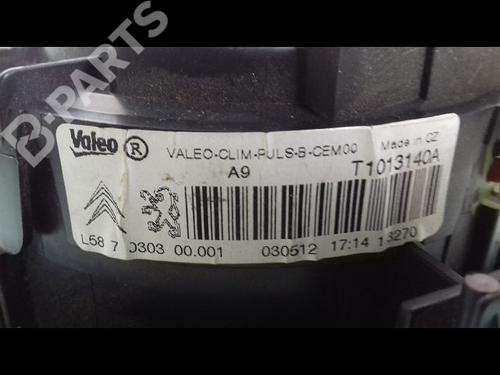 B-PARTS
Valeo ® VALEO-CLIM-PULS-B-CEM00 Made in CZ
A9 T1013140A
L58 7 0303 00.001 030512 17:14 13270